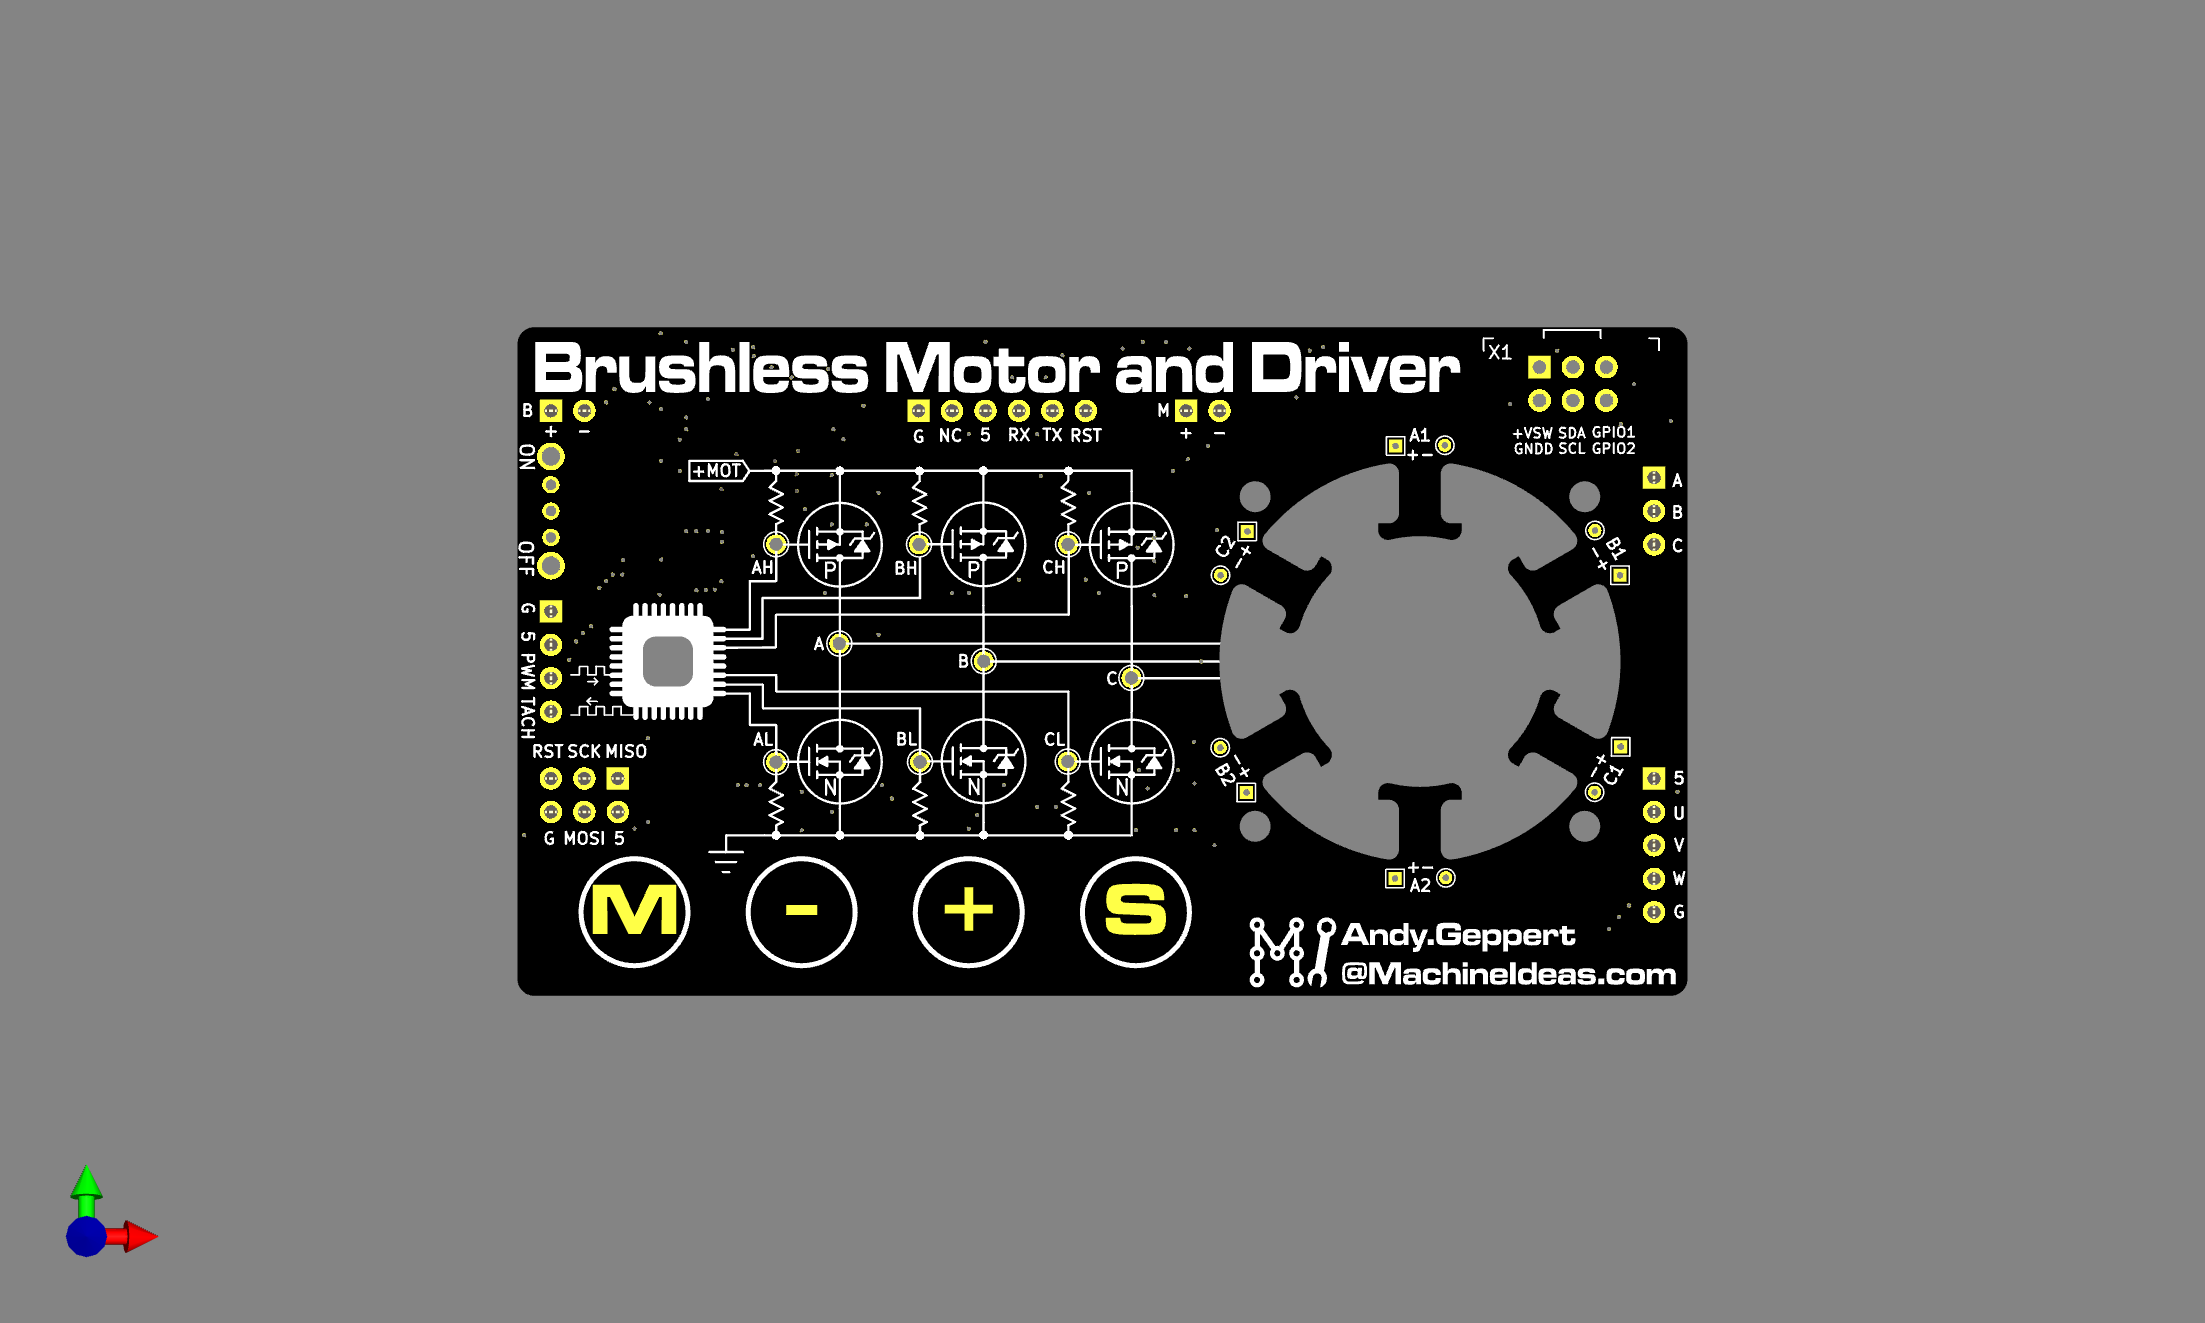 Brushless Motor and Driver
X1
B
+ -
G NC 5 RX TX RST
M
+ -
+VSW SDA GPIO1
GNDD SCL GPIO2
ON
OFF
+MOT
A1
+ -
A
B
C
C2
- +
B1
- +
AH
P
BH
P
CH
P
G
5
PWM
TACH
A
B
C
AL
N
BL
N
CL
N
B2
- +
C1
- +
RST SCK MISO
G MOSI 5
+ -
A2
5
U
V
W
G
M - + S
Andy.Geppert
@MachineIdeas.com